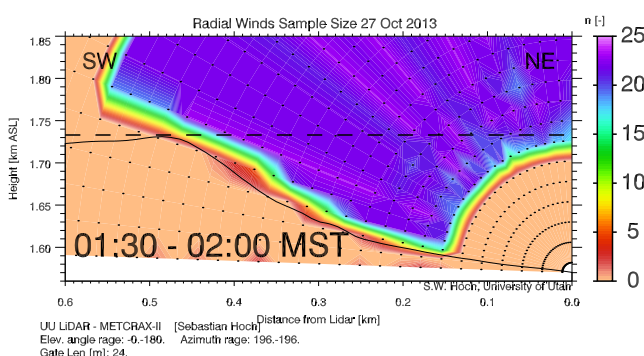 Radial Winds Sample Size 27 Oct 2013
n [-]
SW
NE
1.85
1.80
1.75
1.70
1.65
1.60
Height [km ASL]
25
20
15
10
5
0
01:30 - 02:00 MST
S.W. Hoch, University of Utah
0.6 0.5 0.4 0.3 0.2 0.1 0.0
Distance from Lidar [km]
UU LiDAR - METCRAX-II [Sebastian Hoch]
Elev. angle rage: -0.-180. Azimuth rage: 196.-196.
Gate Len [m]: 24.